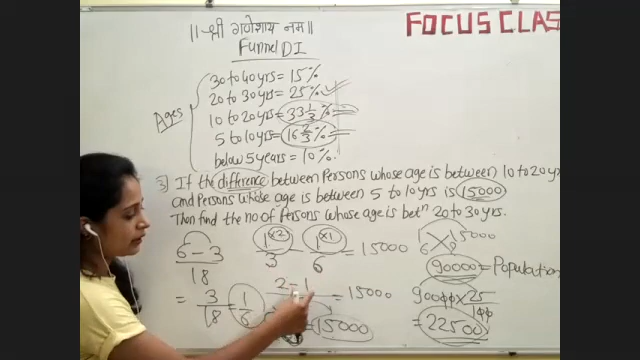 ॥-श्री गणेशाय नमः॥
FOCUS CLAS
Funnel DI
Ages
30 to 40 yrs = 15%
20 to 30 yrs = 25%
10 to 20 yrs = 33 1/3 %
5 to 10 yrs = 16 2/3 %
below 5 years = 10%.
3) If the difference between Persons whose age is between 10 to 20 y
and Persons whose age is between 5 to 10 yrs is 15000
Then find the no of Persons whose age is betn 20 to 30 yrs.
6 - 3
18
= 3/18 = 1/6
1×2/3 - 1×1/6 = 15000
2 - 1
= 15000
15000
6 × 15000
90000 = Population
90000 × 25/100
= 22500